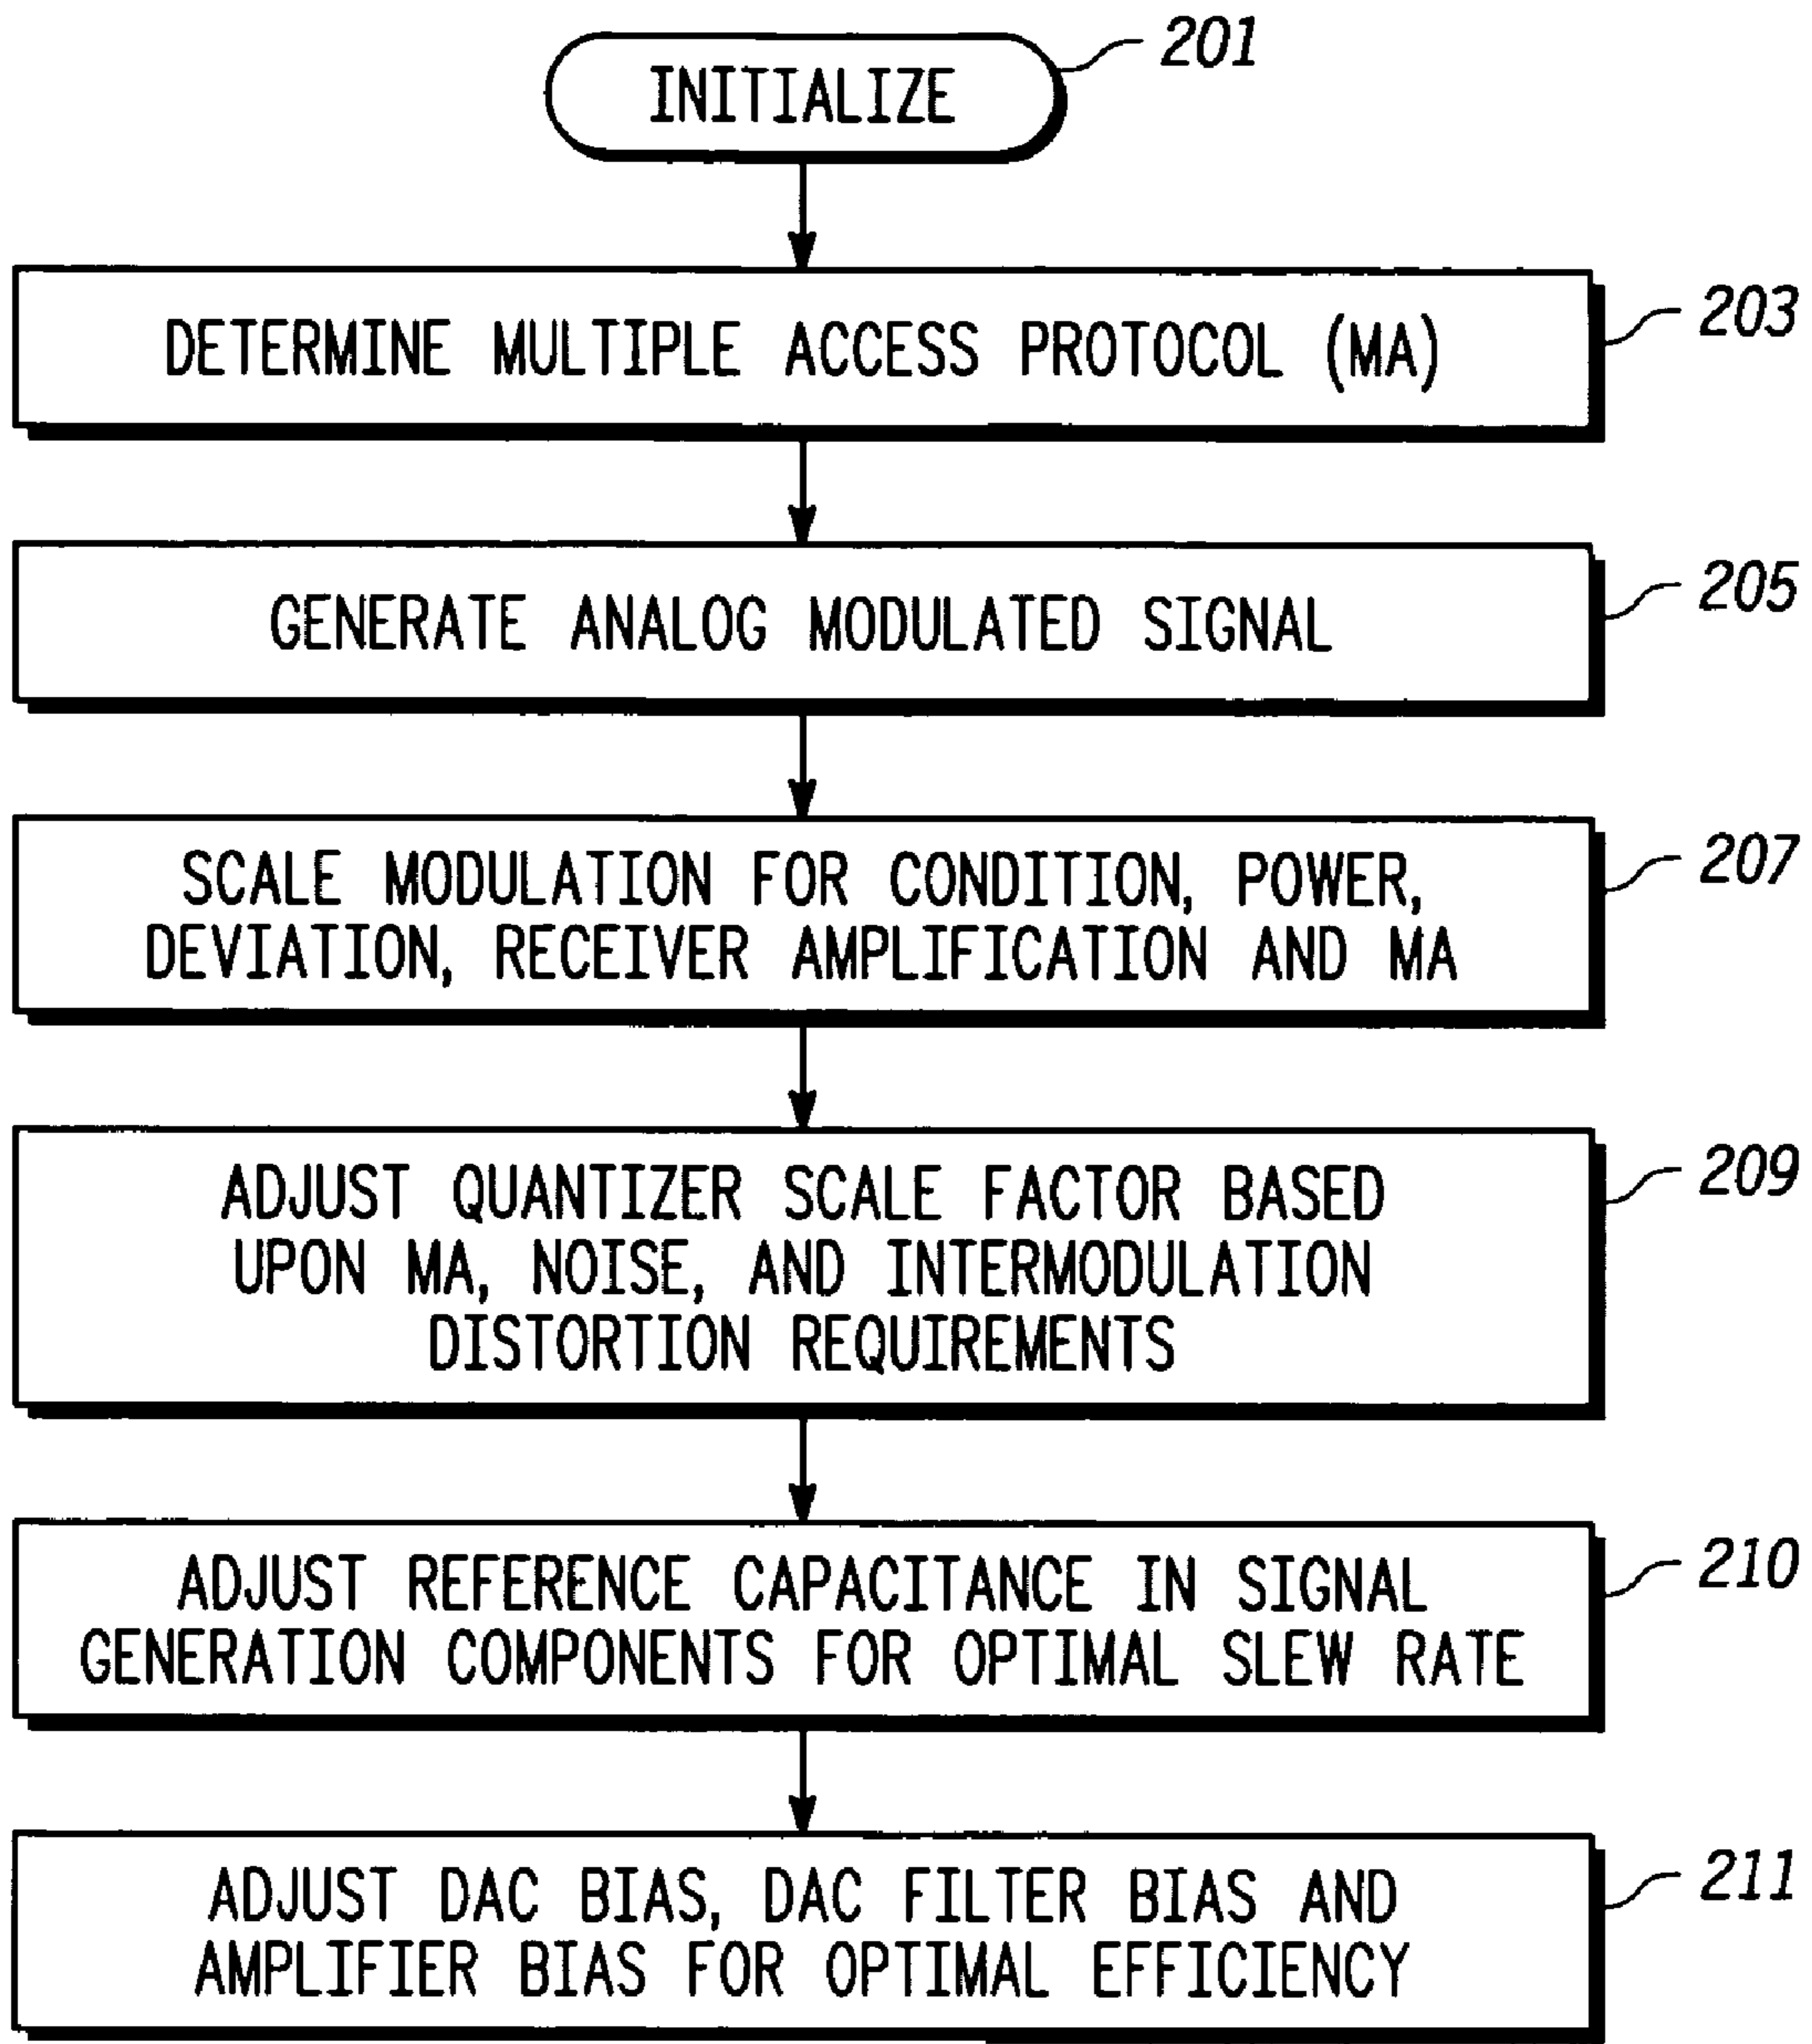 INITIALIZE
201
DETERMINE MULTIPLE ACCESS PROTOCOL (MA)
203
GENERATE ANALOG MODULATED SIGNAL
205
SCALE MODULATION FOR CONDITION, POWER,
DEVIATION, RECEIVER AMPLIFICATION AND MA
207
ADJUST QUANTIZER SCALE FACTOR BASED
UPON MA, NOISE, AND INTERMODULATION
DISTORTION REQUIREMENTS
209
ADJUST REFERENCE CAPACITANCE IN SIGNAL
GENERATION COMPONENTS FOR OPTIMAL SLEW RATE
210
ADJUST DAC BIAS, DAC FILTER BIAS AND
AMPLIFIER BIAS FOR OPTIMAL EFFICIENCY
211